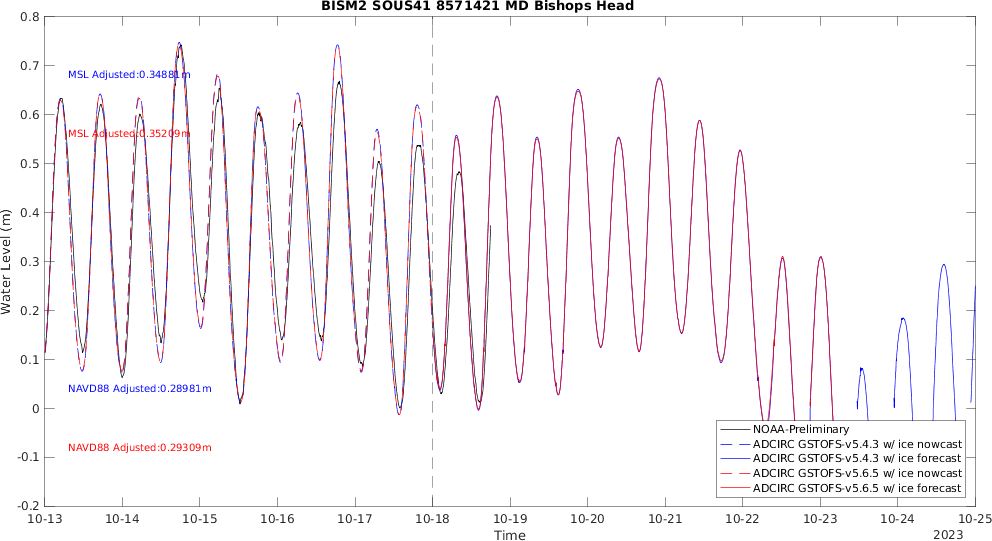 BISM2 SOUS41 8571421 MD Bishops Head
0.8
0.7
0.6
0.5
0.4
0.3
0.2
0.1
0
-0.1
-0.2
Water Level (m)
MSL Adjusted:0.34881m
MSL Adjusted:0.35209m
NAVD88 Adjusted:0.28981m
NAVD88 Adjusted:0.29309m
NOAA-Preliminary
ADCIRC GSTOFS-v5.4.3 w/ ice nowcast
ADCIRC GSTOFS-v5.4.3 w/ ice forecast
ADCIRC GSTOFS-v5.6.5 w/ ice nowcast
ADCIRC GSTOFS-v5.6.5 w/ ice forecast
10-13 10-14 10-15 10-16 10-17 10-18 10-19 10-20 10-21 10-22 10-23 10-24 10-25
Time
2023